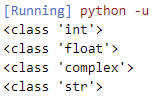 [Running] python -u
<class 'int'>
<class 'float'>
<class 'complex'>
<class 'str'>